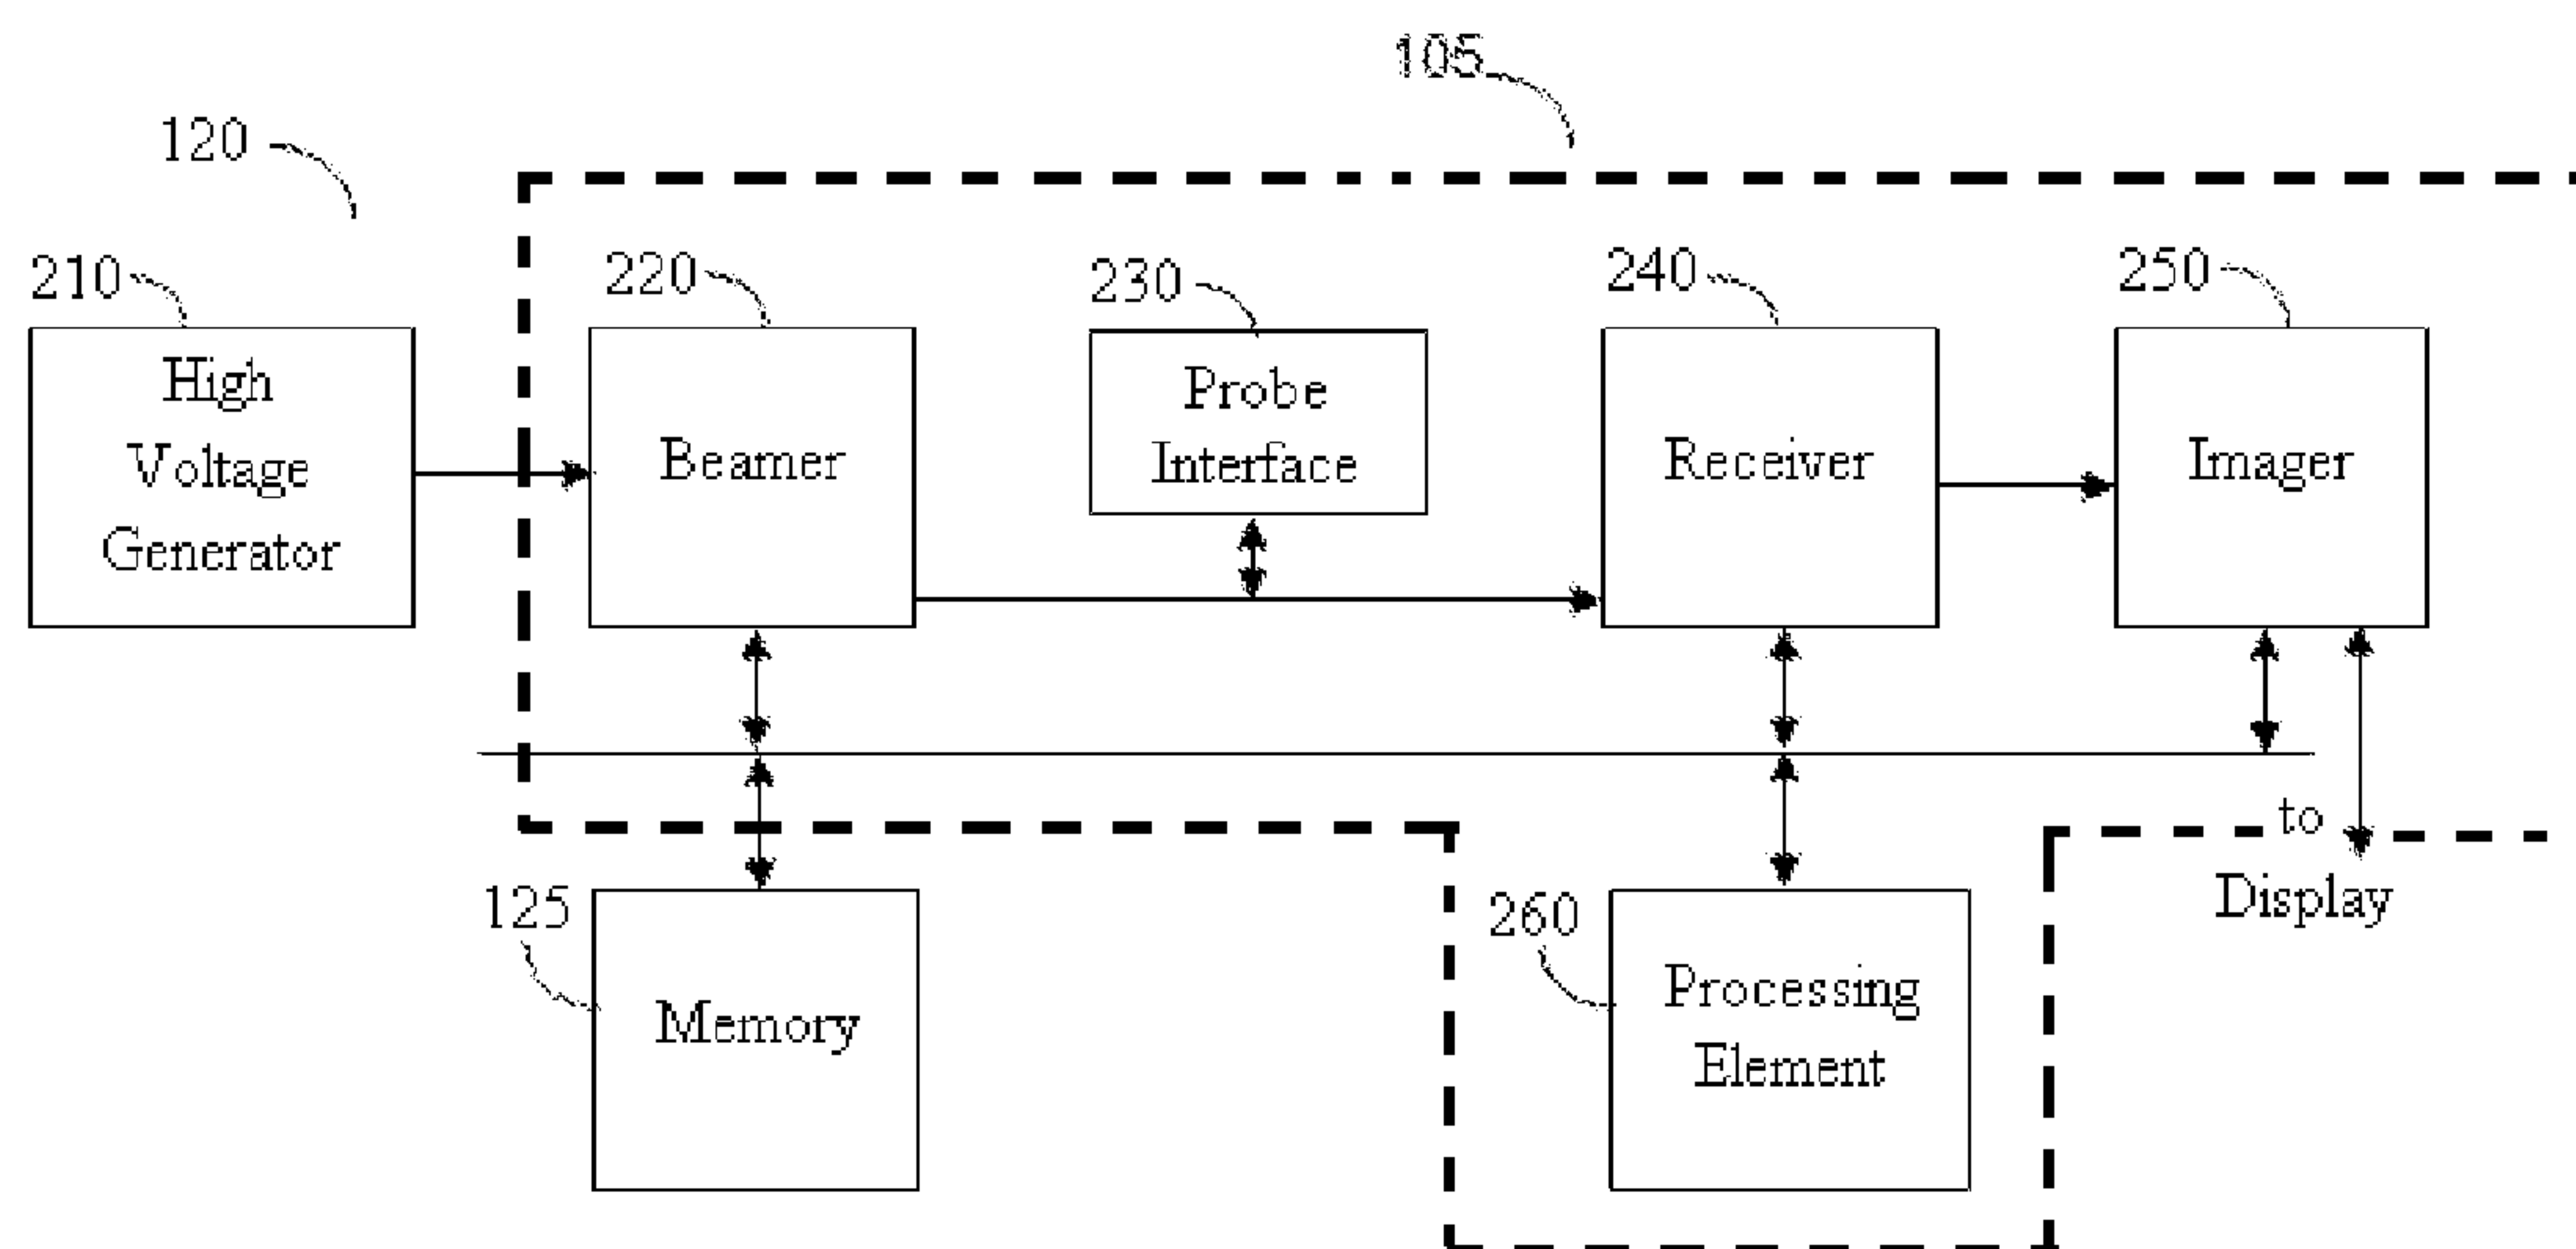 105
120
210
220
230
240
250
High
Voltage
Generator
Beamer
Probe
Interface
Receiver
Imager
to
Display
125
Memory
260
Processing
Element